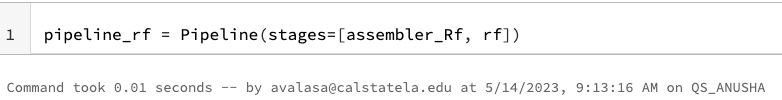 1 pipeline_rf = Pipeline(stages=[assembler_Rf, rf])
Command took 0.01 seconds -- by avalasa@calstatela.edu at 5/14/2023, 9:13:16 AM on QS_ANUSHA